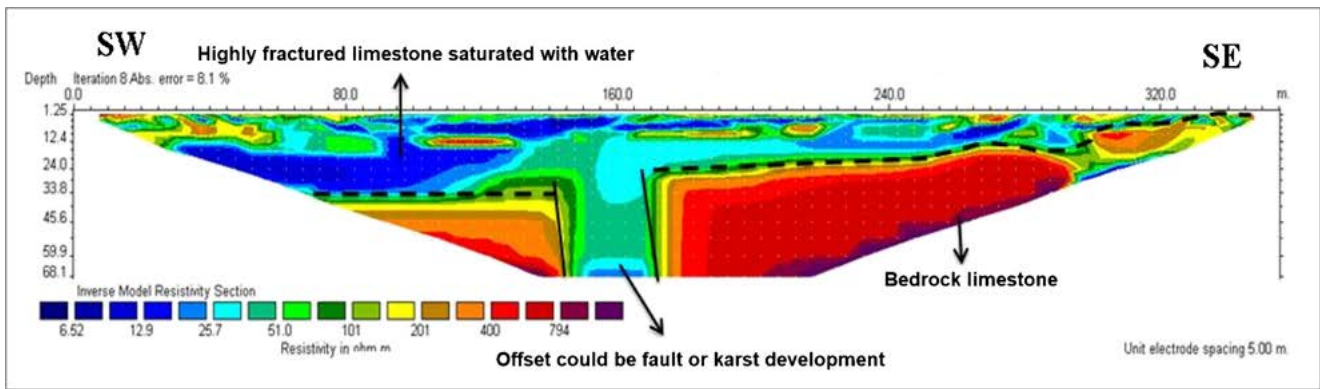 SW
Highly fractured limestone saturated with water
SE
Depth Iteration 8 Abs. error = 8.1 %
0.0 80.0 160.0 240.0 320.0 m.
1.25
12.4
24.0
33.8
45.6
59.9
68.1
Bedrock limestone
Inverse Model Resistivity Section
6.52 12.9 25.7 51.0 101 201 400 794
Resistivity in ohm.m
Offset could be fault or karst development
Unit electrode spacing 5.00 m.